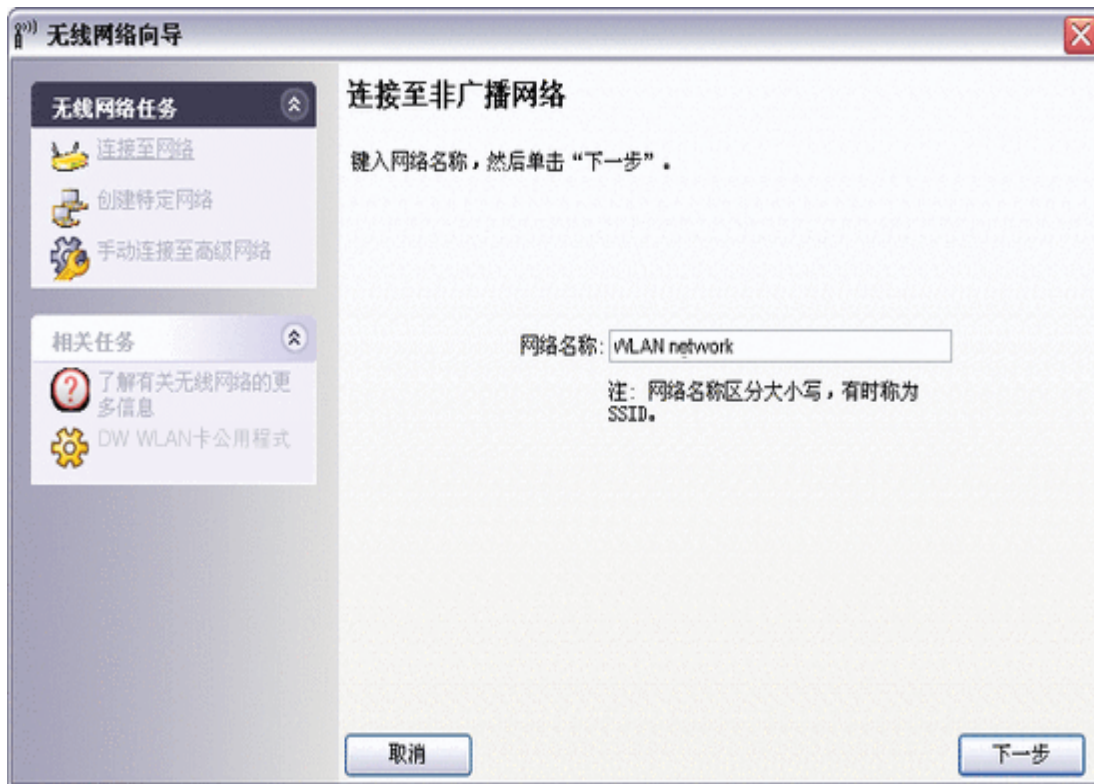 无线网络向导
无线网络任务
连接至网络
创建特定网络
手动连接至高级网络
相关任务
了解有关无线网络的更
多信息
DW WLAN卡公用程式
连接至非广播网络
键入网络名称，然后单击“下一步”。
网络名称: WLAN network
注: 网络名称区分大小写，有时称为
SSID。
取消
下一步